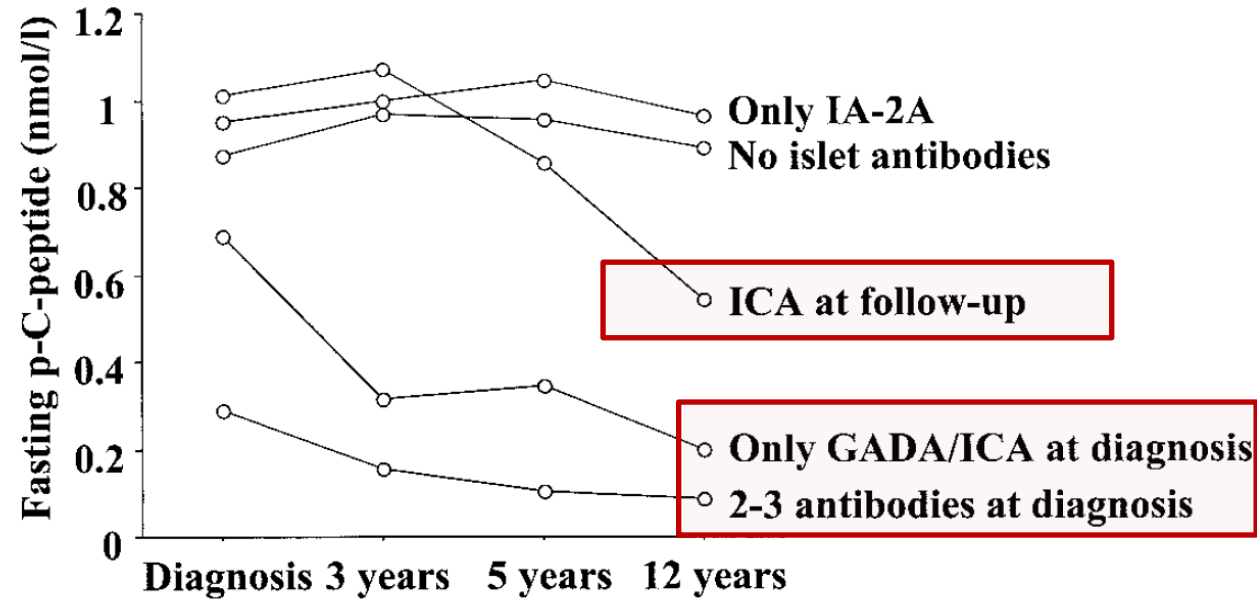 Fasting p-C-peptide (nmol/l)
1.2
1
0.8
0.6
0.4
0.2
0
Only IA-2A
No islet antibodies
ICA at follow-up
Only GADA/ICA at diagnosis
2-3 antibodies at diagnosis
Diagnosis 3 years 5 years 12 years